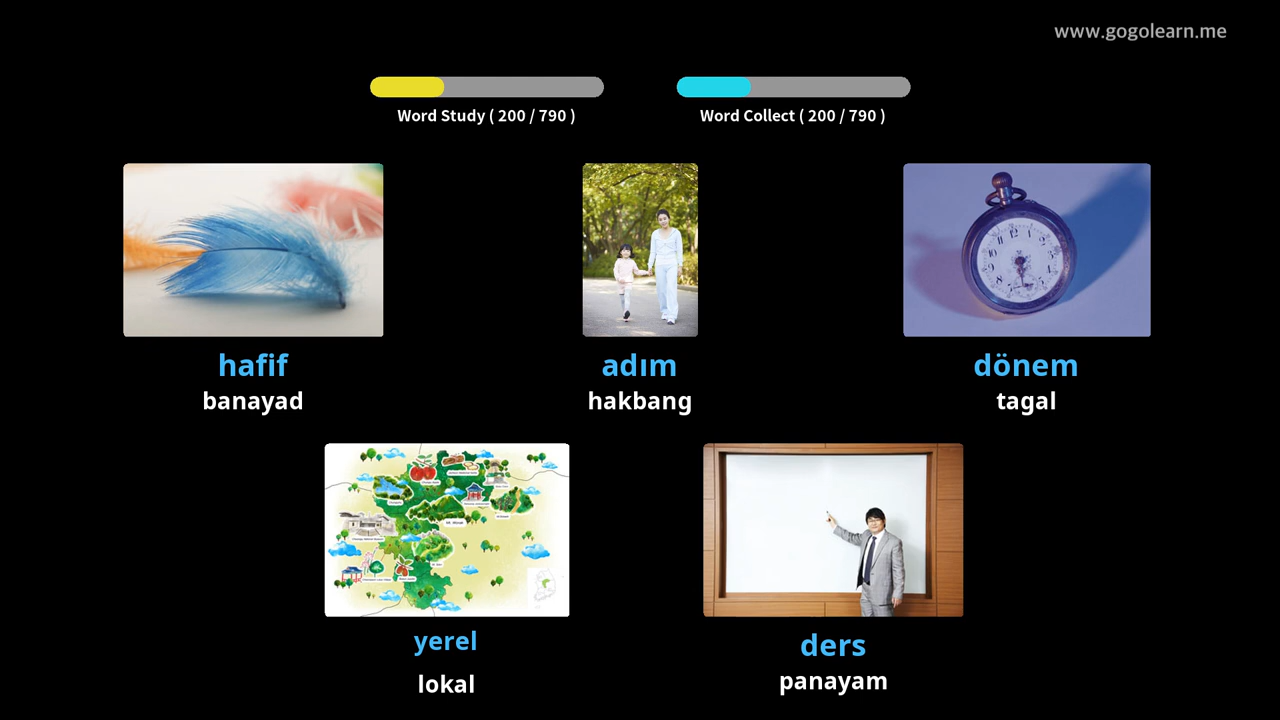 www.gogolearn.me
Word Study ( 200 / 790 )
Word Collect ( 200 / 790 )
hafif
banayad
adım
hakbang
dönem
tagal
yerel
lokal
ders
panayam